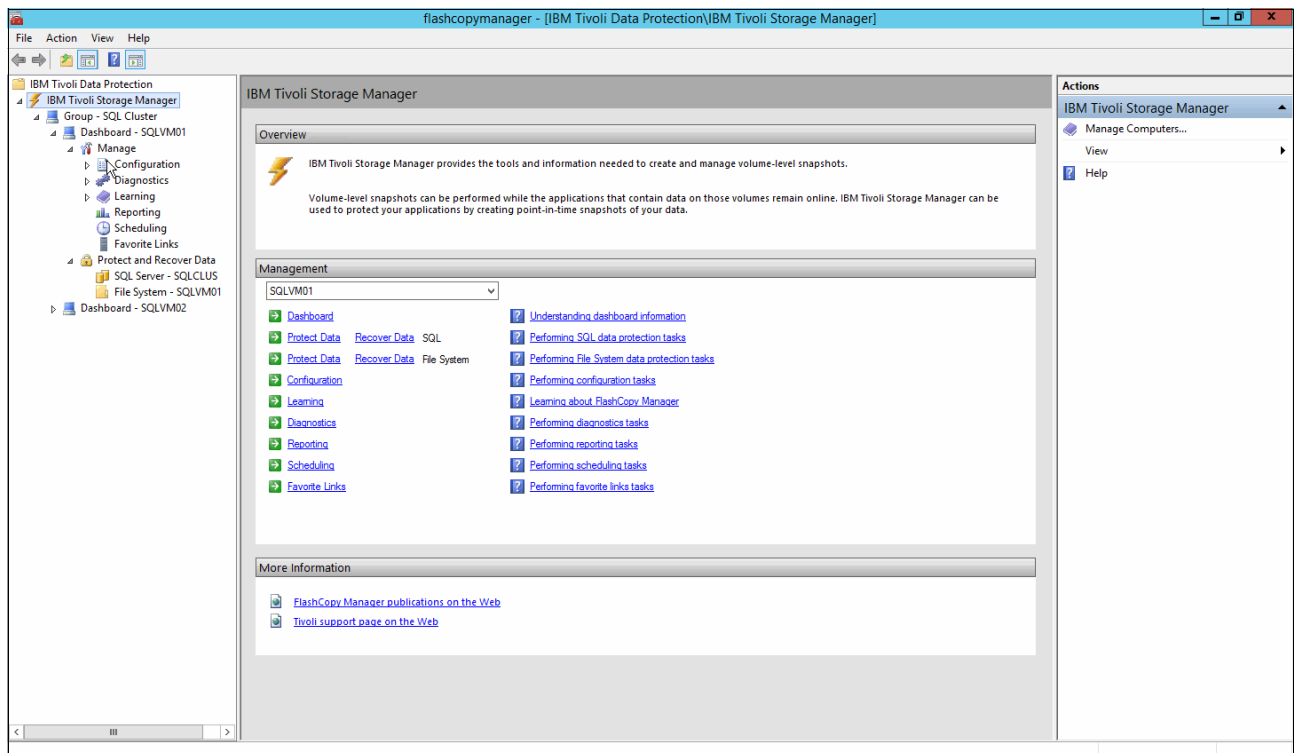 flashcopymanager - [IBM Tivoli Data Protection\IBM Tivoli Storage Manager]
File Action View Help
IBM Tivoli Data Protection
IBM Tivoli Storage Manager
Group - SQL Cluster
Dashboard - SQLVM01
Manage
Configuration
Diagnostics
Learning
Reporting
Scheduling
Favorite Links
Protect and Recover Data
SQL Server - SQLCLUS
File System - SQLVM01
Dashboard - SQLVM02
IBM Tivoli Storage Manager
Overview
IBM Tivoli Storage Manager provides the tools and information needed to create and manage volume-level snapshots.
Volume-level snapshots can be performed while the applications that contain data on those volumes remain online. IBM Tivoli Storage Manager can be
used to protect your applications by creating point-in-time snapshots of your data.
Management
SQLVM01
Dashboard Understanding dashboard information
Protect Data Recover Data SQL Performing SQL data protection tasks
Protect Data Recover Data File System Performing File System data protection tasks
Configuration Performing configuration tasks
Learning Learning about FlashCopy Manager
Diagnostics Performing diagnostics tasks
Reporting Performing reporting tasks
Scheduling Performing scheduling tasks
Favorite Links Performing favorite links tasks
More Information
FlashCopy Manager publications on the Web
Tivoli support page on the Web
Actions
IBM Tivoli Storage Manager
Manage Computers...
View
Help